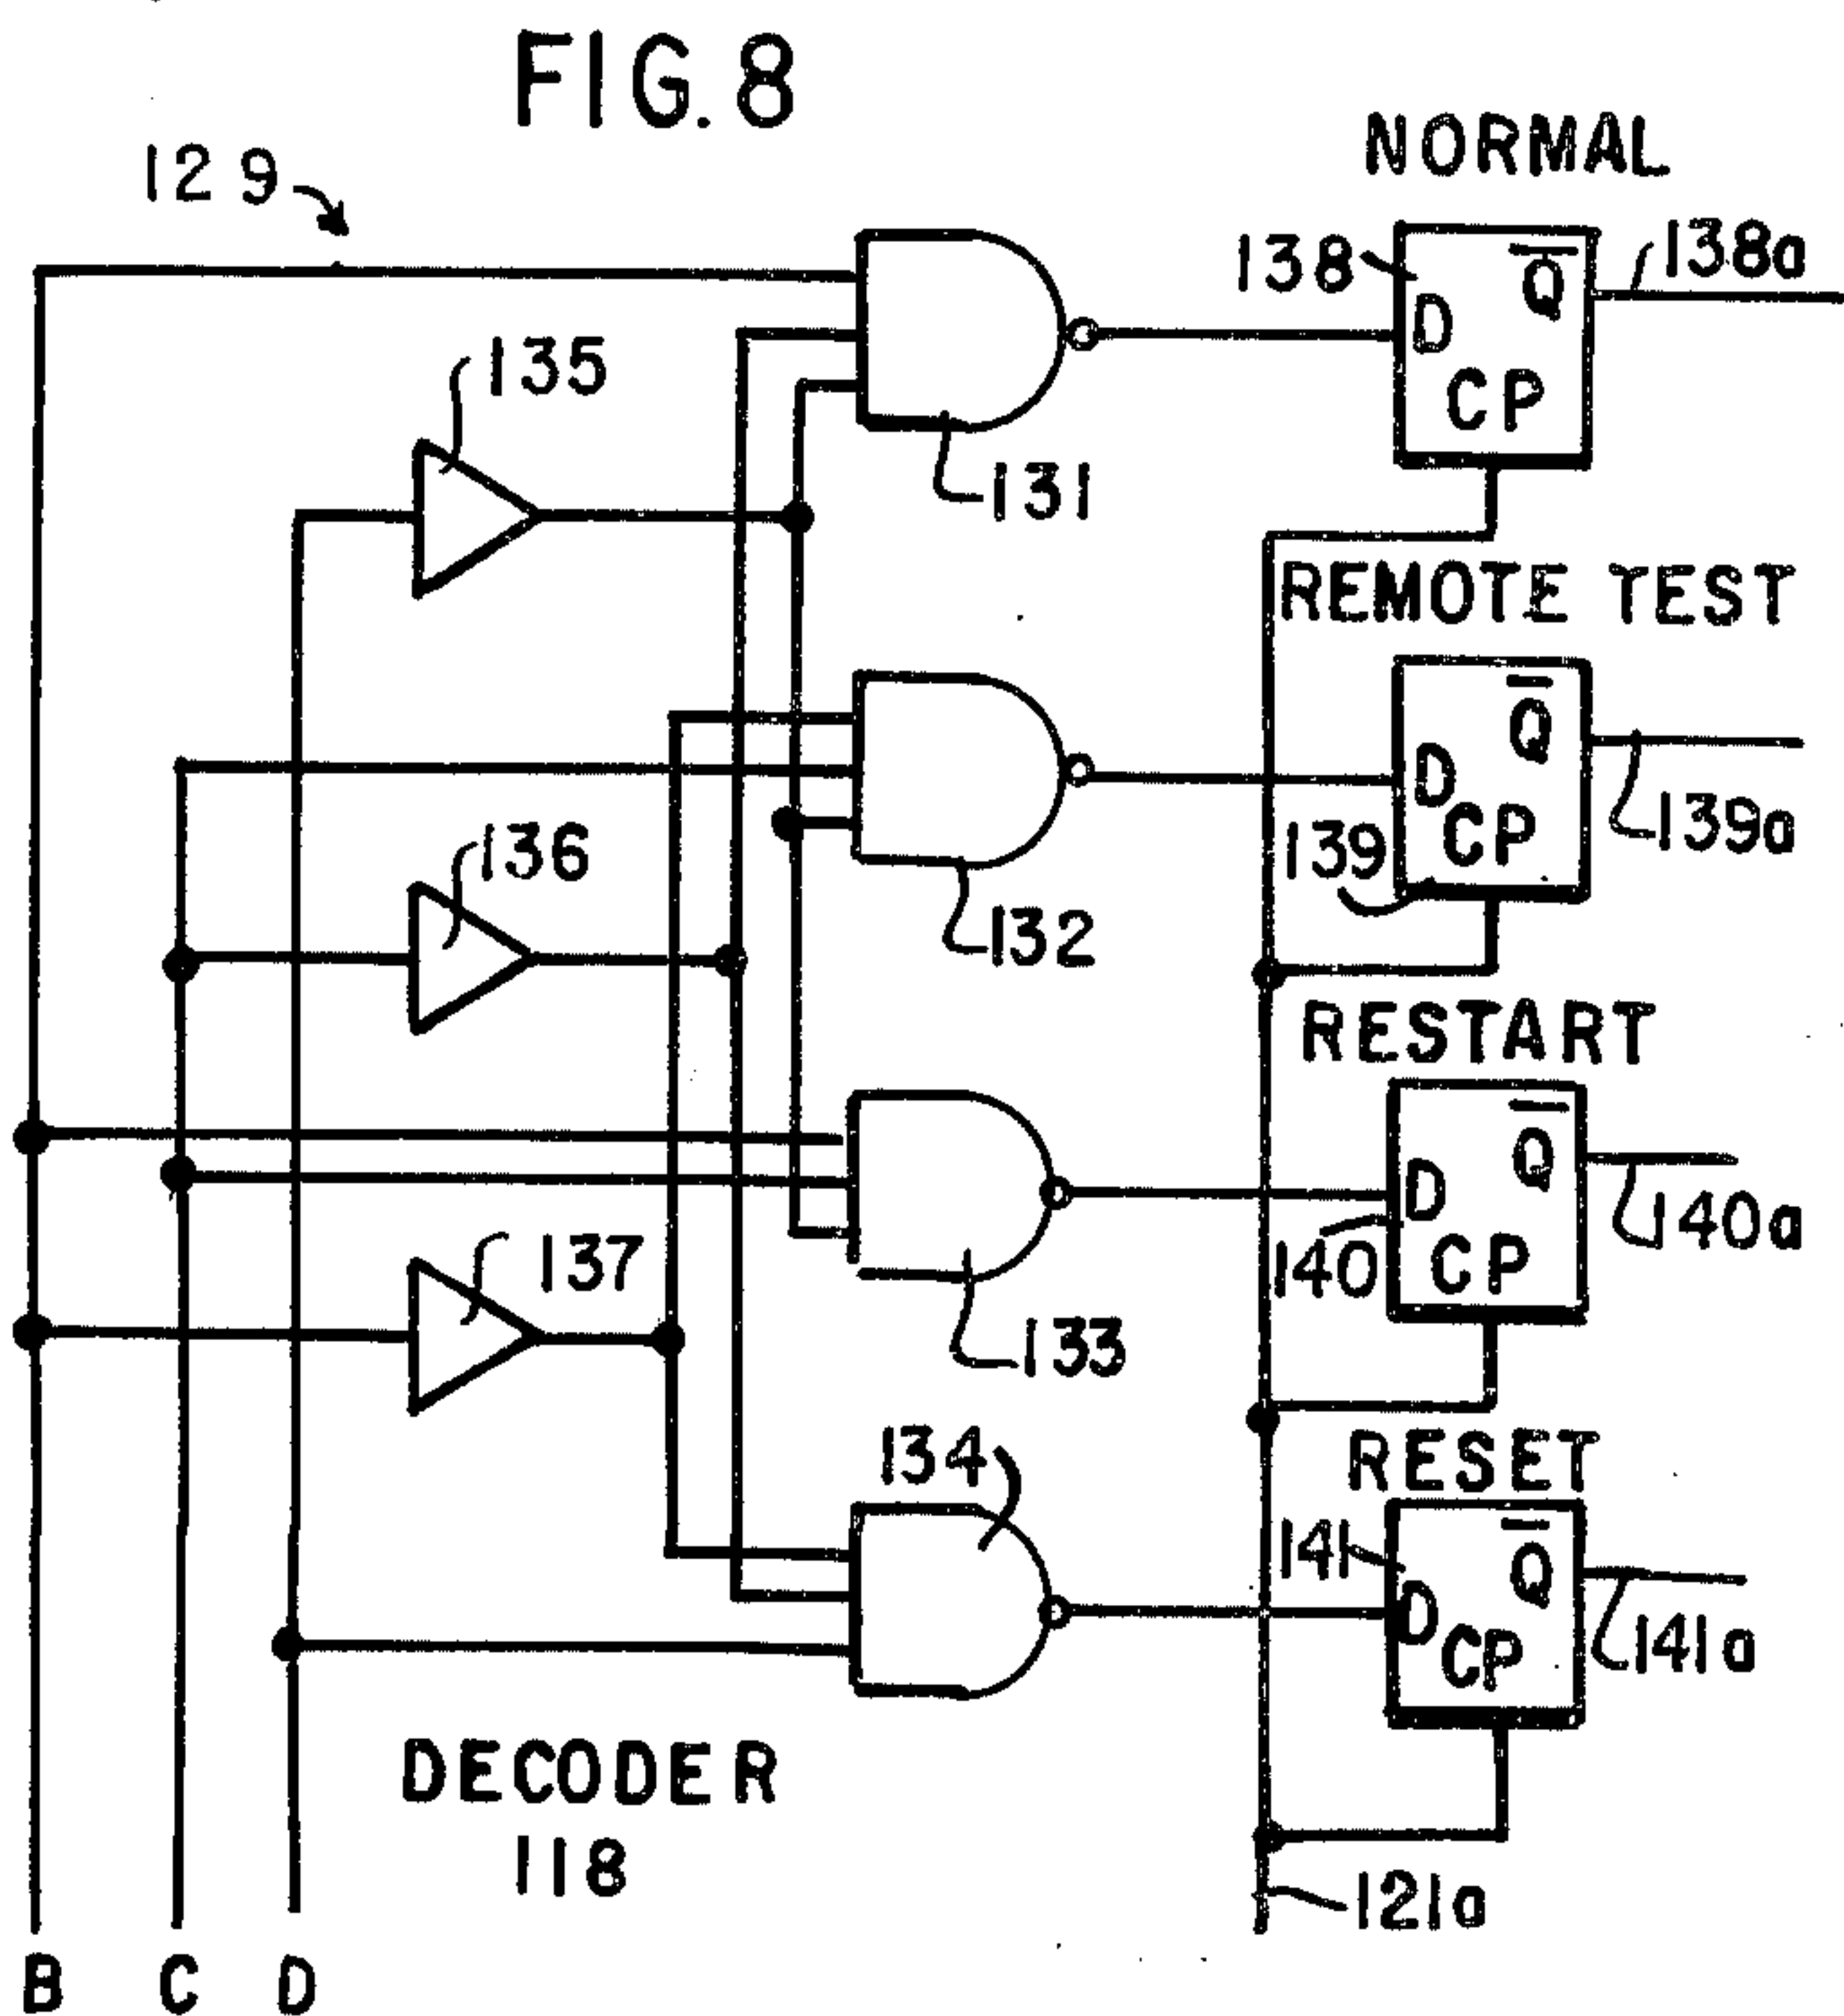 FIG. 8
129
NORMAL
138
138a
D
Q
CP
135
131
REMOTE TEST
D
Q
CP
139
139a
136
132
RESTART
D
Q
CP
140
140a
137
133
RESET
134
141
D
Q
CP
141a
DECODER
118
121a
B C D